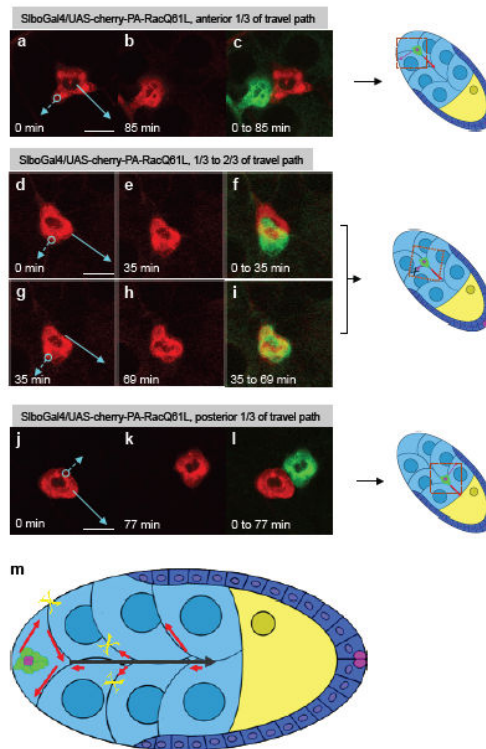 SlboGal4/UAS-cherry-PA-RacQ61L, anterior 1/3 of travel path
a b c
0 min 85 min 0 to 85 min
SlboGal4/UAS-cherry-PA-RacQ61L, 1/3 to 2/3 of travel path
d e f
0 min 35 min 0 to 35 min
g h i
35 min 69 min 35 to 69 min
SlboGal4/UAS-cherry-PA-RacQ61L, posterior 1/3 of travel path
j k l
0 min 77 min 0 to 77 min
m